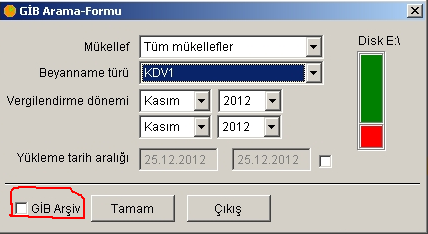 GİB Arama-Formu
Mükellef Tüm mükellefler Disk E:\
Beyanname türü KDV1
Vergilendirme dönemi Kasım 2012
Kasım 2012
Yükleme tarih aralığı 25.12.2012 25.12.2012
GİB Arşiv Tamam Çıkış